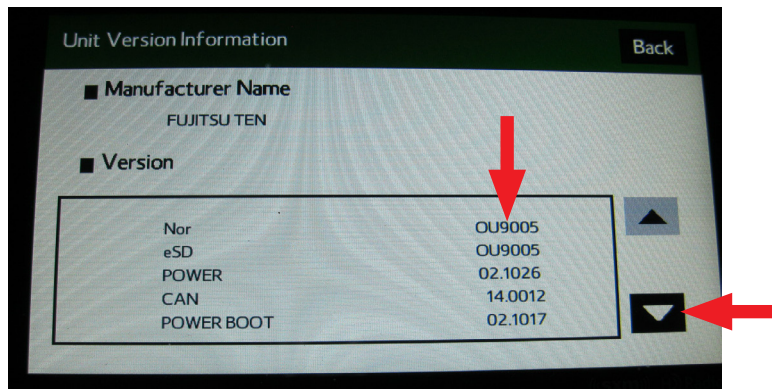 Unit Version Information
Back
■ Manufacturer Name
FUJITSU TEN
■ Version
Nor OU9005
eSD OU9005
POWER 02.1026
CAN 14.0012
POWER BOOT 02.1017